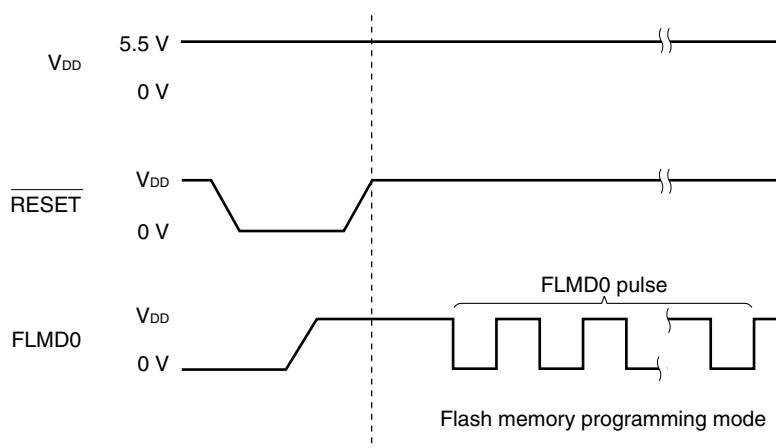 5.5 V
VDD
0 V
VDD
RESET
0 V
FLMD0 pulse
VDD
FLMD0
0 V
Flash memory programming mode